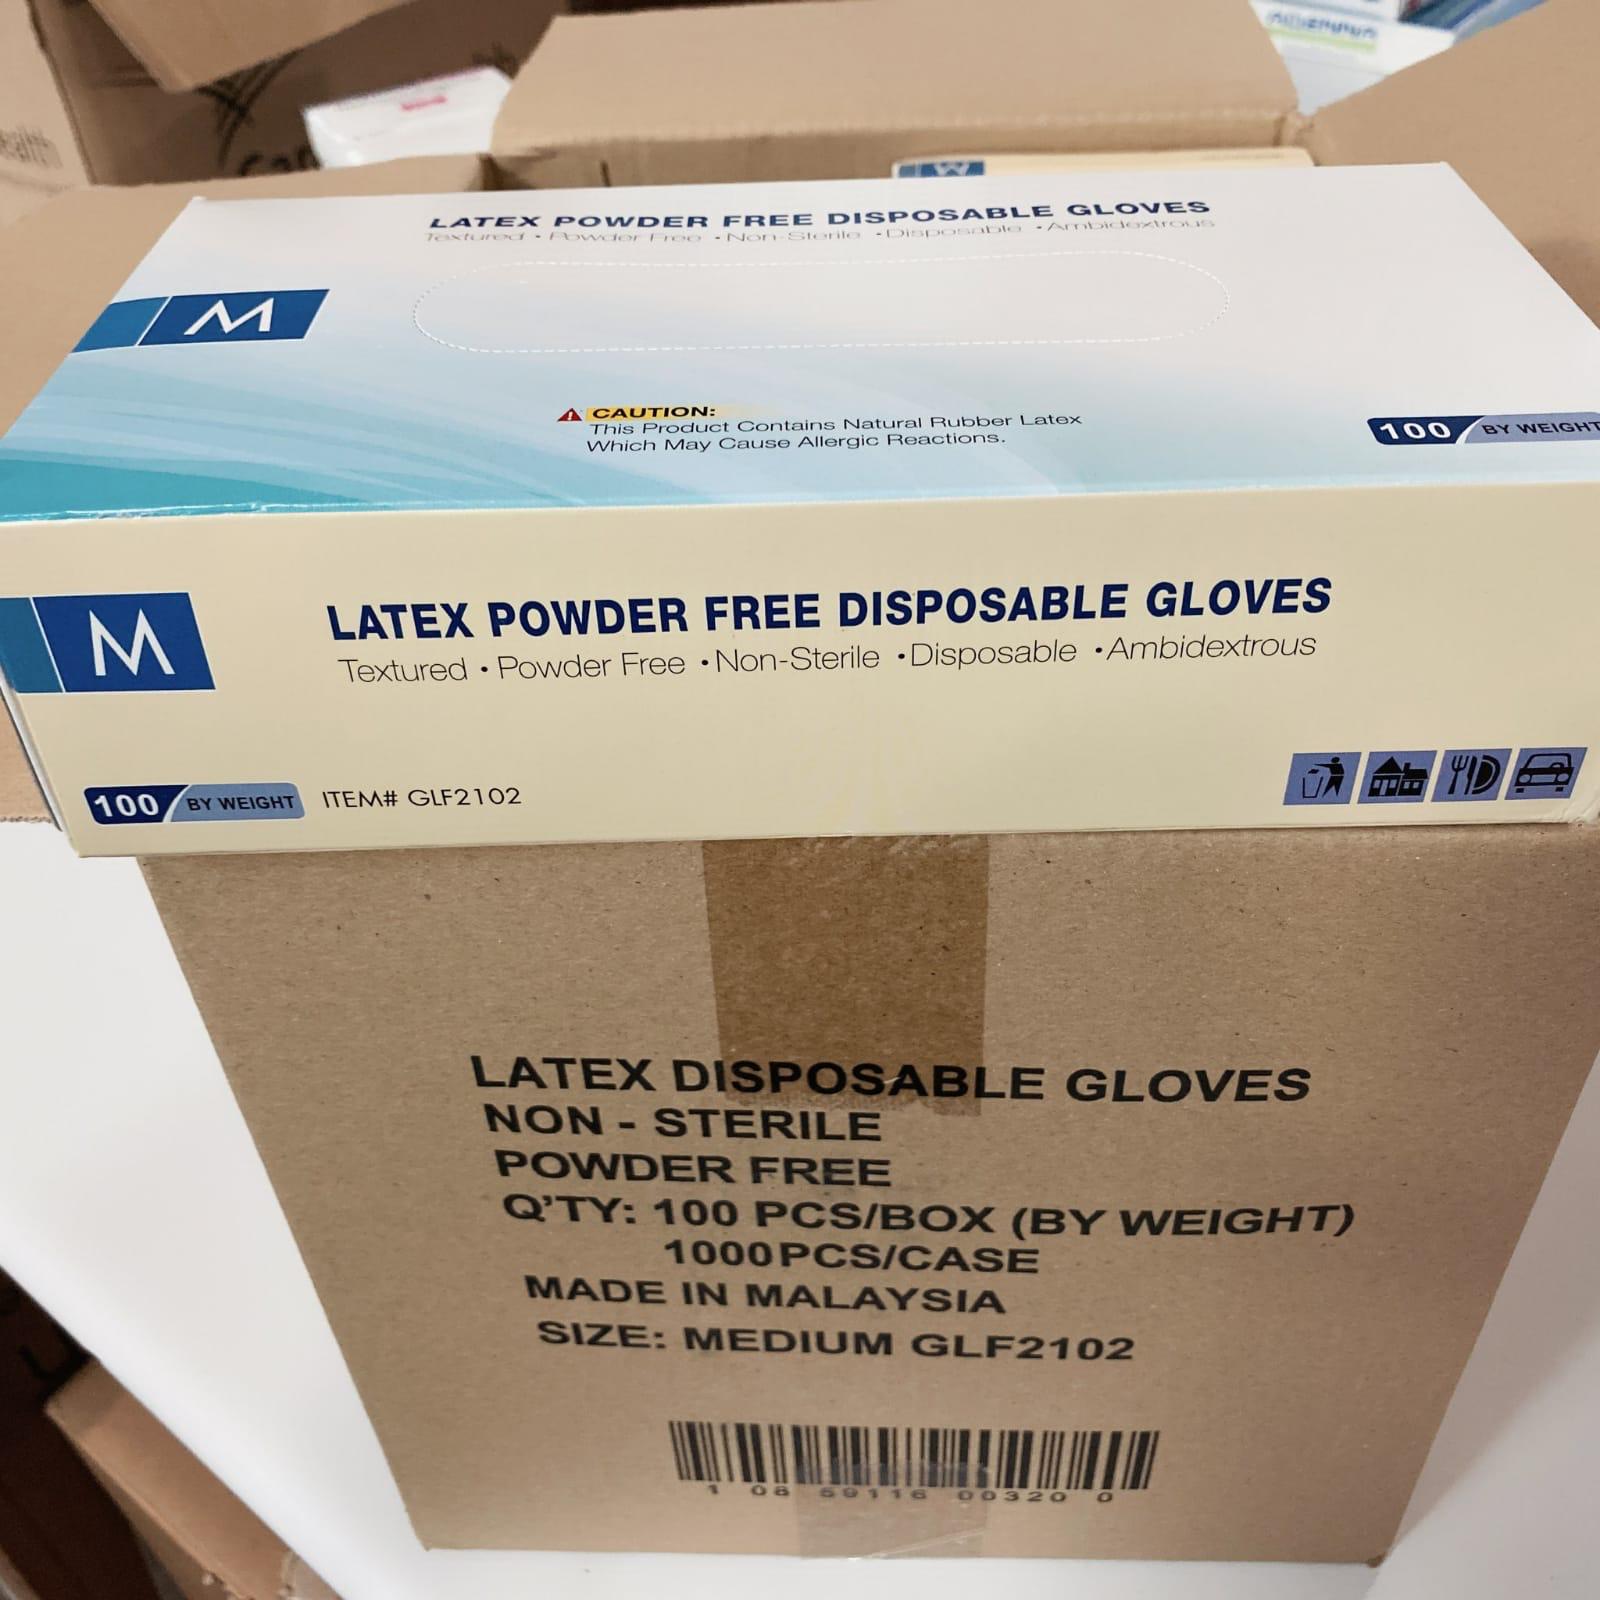 LATEX POWDER FREE DISPOSABLE GLOVES
Textured • Powder Free • Non-Sterile • Disposable • Ambidextrous
M
⚠ CAUTION:
This Product Contains Natural Rubber Latex
Which May Cause Allergic Reactions.
100 BY WEIGHT
M
LATEX POWDER FREE DISPOSABLE GLOVES
Textured • Powder Free • Non-Sterile • Disposable • Ambidextrous
100 BY WEIGHT ITEM# GLF2102
LATEX DISPOSABLE GLOVES
NON - STERILE
POWDER FREE
Q'TY: 100 PCS/BOX (BY WEIGHT)
1000PCS/CASE
MADE IN MALAYSIA
SIZE: MEDIUM GLF2102
1 08 59116 00320 0